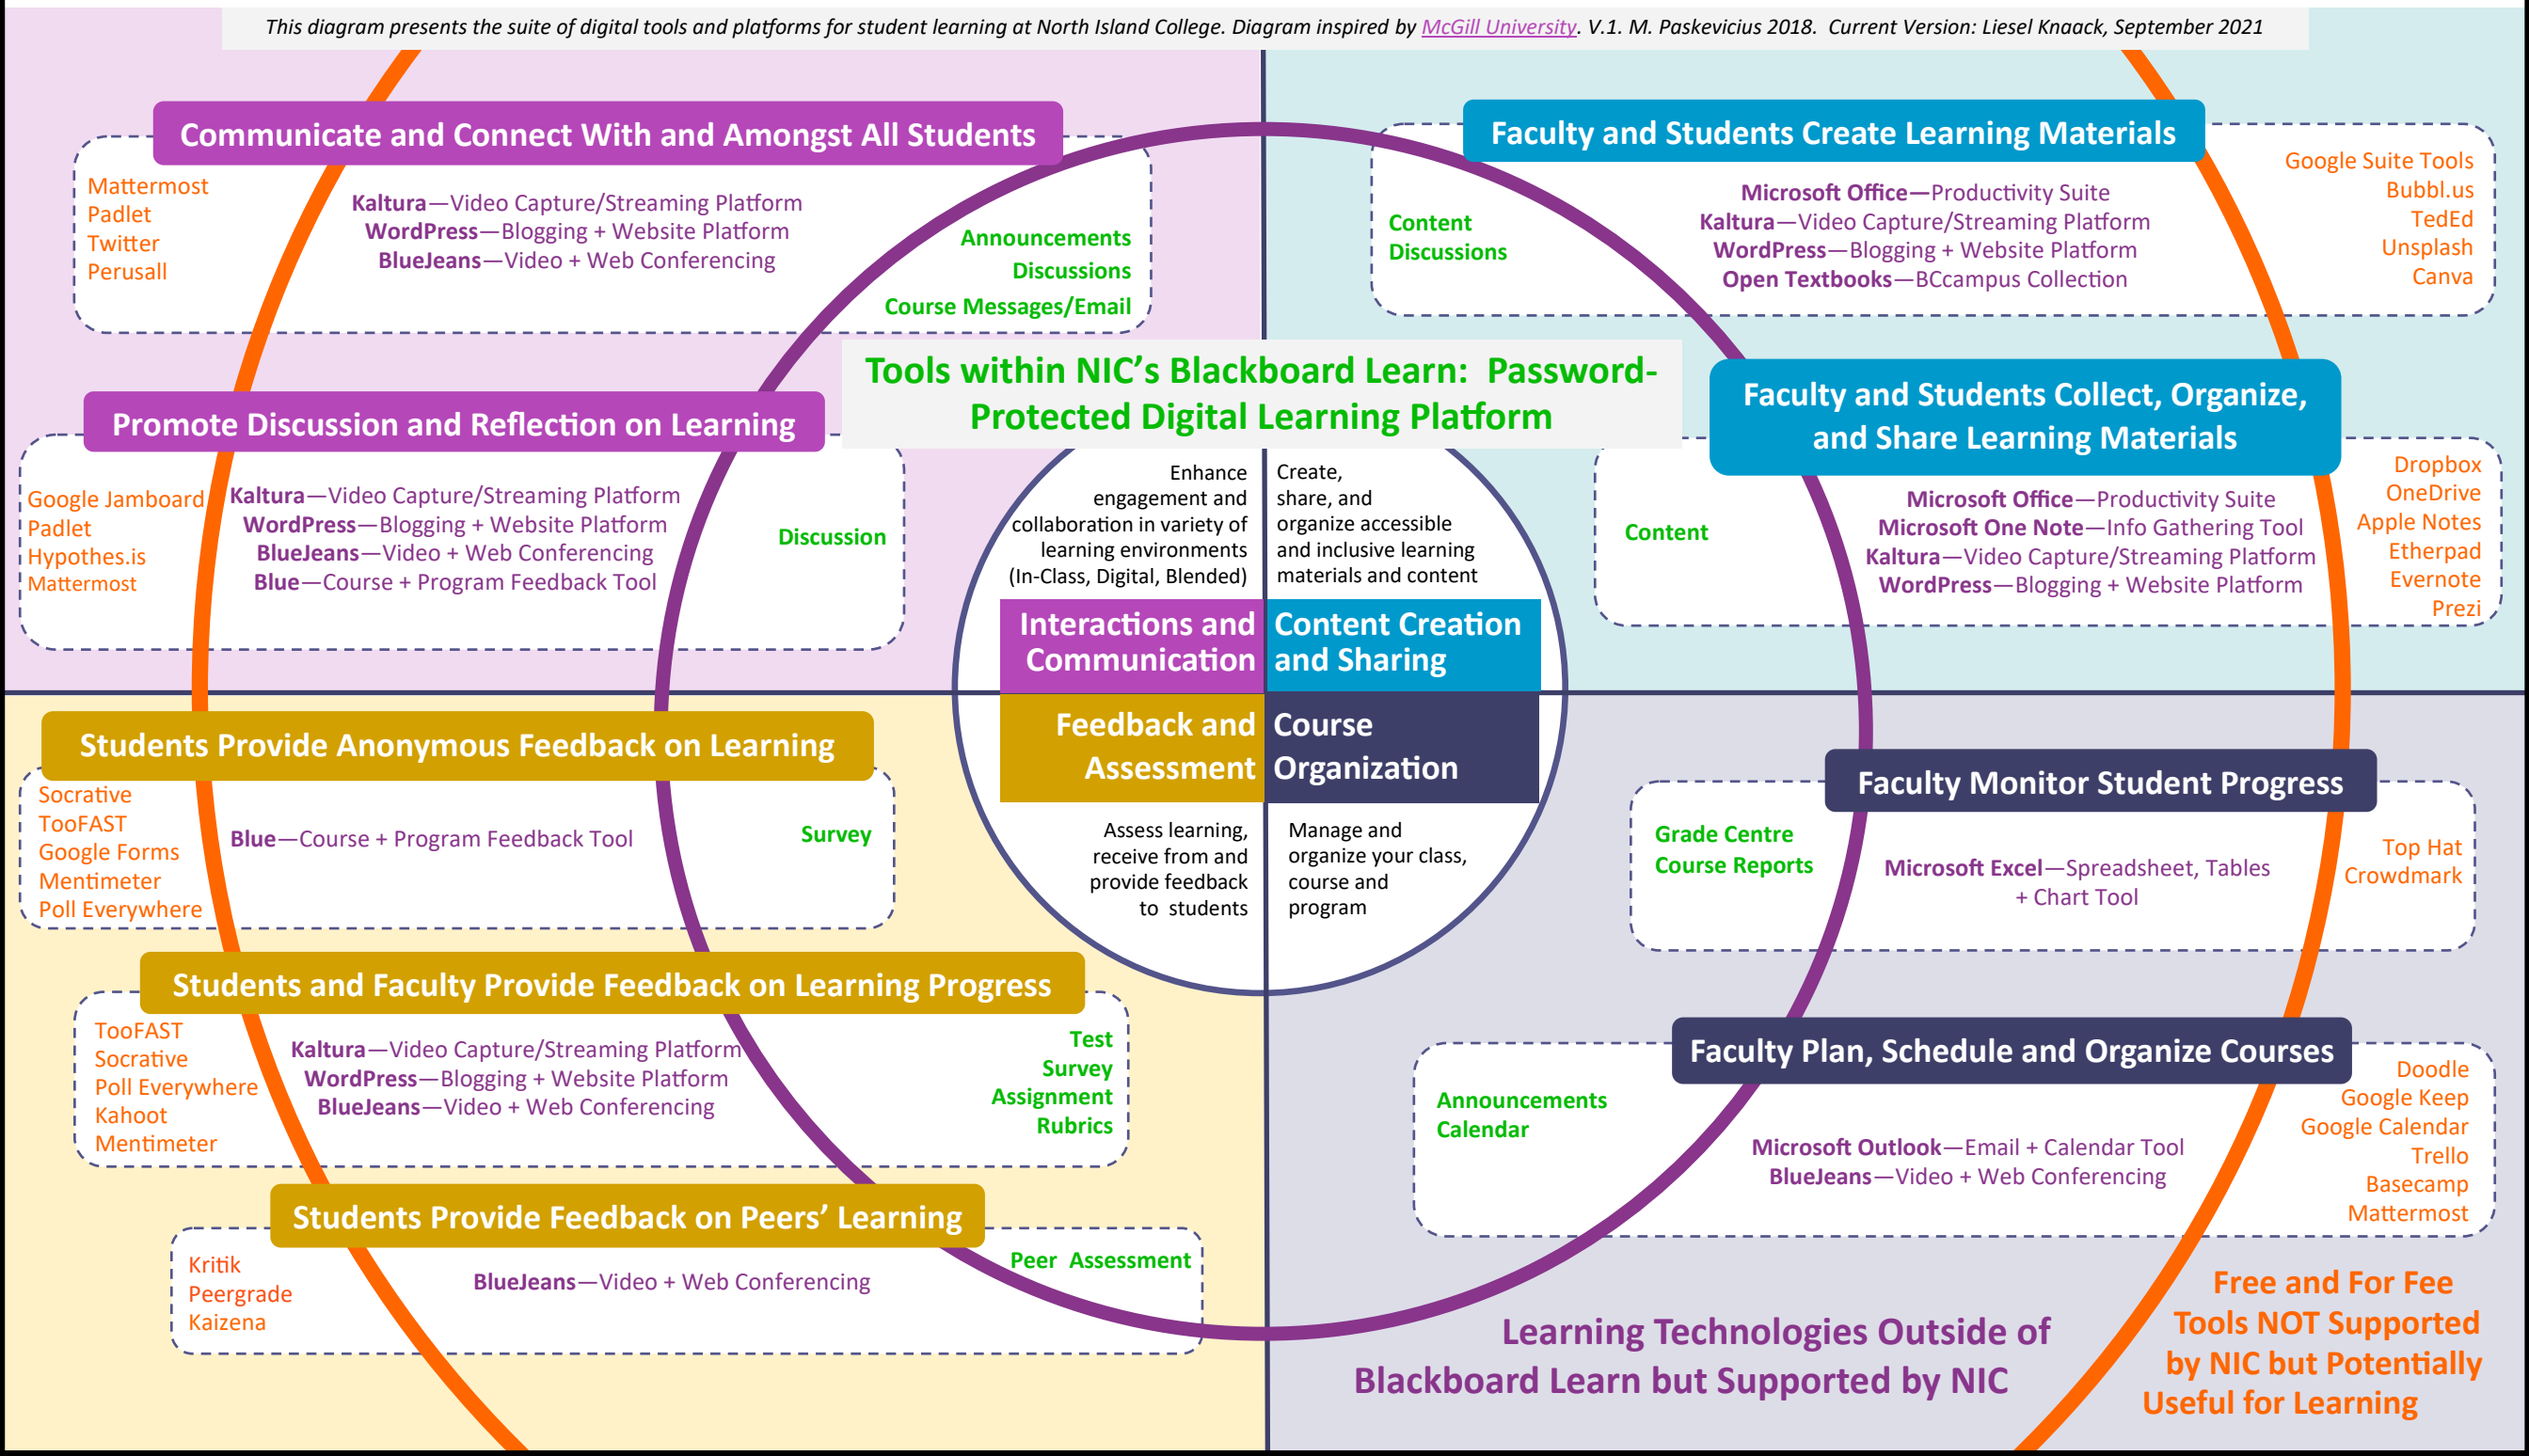 This diagram presents the suite of digital tools and platforms for student learning at North Island College. Diagram inspired by McGill University. V.1. M. Paskevicius 2018.  Current Version: Liesel Knaack, September 2021
Communicate and Connect With and Amongst All Students
Mattermost
Padlet
Twitter
Perusall
Kaltura—Video Capture/Streaming Platform
WordPress—Blogging + Website Platform
BlueJeans—Video + Web Conferencing
Announcements
Discussions
Course Messages/Email
Faculty and Students Create Learning Materials
Content
Discussions
Microsoft Office—Productivity Suite
Kaltura—Video Capture/Streaming Platform
WordPress—Blogging + Website Platform
Open Textbooks—BCcampus Collection
Google Suite Tools
Bubbl.us
TedEd
Unsplash
Canva
Tools within NIC's Blackboard Learn:  Password-
Protected Digital Learning Platform
Promote Discussion and Reflection on Learning
Google Jamboard
Padlet
Hypothes.is
Mattermost
Kaltura—Video Capture/Streaming Platform
WordPress—Blogging + Website Platform
BlueJeans—Video + Web Conferencing
Blue—Course + Program Feedback Tool
Discussion
Faculty and Students Collect, Organize,
and Share Learning Materials
Content
Microsoft Office—Productivity Suite
Microsoft One Note—Info Gathering Tool
Kaltura—Video Capture/Streaming Platform
WordPress—Blogging + Website Platform
Dropbox
OneDrive
Apple Notes
Etherpad
Evernote
Prezi
Enhance
engagement and
collaboration in variety of
learning environments
(In-Class, Digital, Blended)
Create,
share, and
organize accessible
and inclusive learning
materials and content
Interactions and
Communication
Content Creation
and Sharing
Feedback and
Assessment
Course
Organization
Assess learning,
receive from and
provide feedback
to  students
Manage and
organize your class,
course and
program
Students Provide Anonymous Feedback on Learning
Socrative
TooFAST
Google Forms
Mentimeter
Poll Everywhere
Blue—Course + Program Feedback Tool
Survey
Faculty Monitor Student Progress
Grade Centre
Course Reports
Microsoft Excel—Spreadsheet, Tables
+ Chart Tool
Top Hat
Crowdmark
Students and Faculty Provide Feedback on Learning Progress
TooFAST
Socrative
Poll Everywhere
Kahoot
Mentimeter
Kaltura—Video Capture/Streaming Platform
WordPress—Blogging + Website Platform
BlueJeans—Video + Web Conferencing
Test
Survey
Assignment
Rubrics
Faculty Plan, Schedule and Organize Courses
Announcements
Calendar
Microsoft Outlook—Email + Calendar Tool
BlueJeans—Video + Web Conferencing
Doodle
Google Keep
Google Calendar
Trello
Basecamp
Mattermost
Students Provide Feedback on Peers' Learning
Kritik
Peergrade
Kaizena
BlueJeans—Video + Web Conferencing
Peer  Assessment
Learning Technologies Outside of
Blackboard Learn but Supported by NIC
Free and For Fee
Tools NOT Supported
by NIC but Potentially
Useful for Learning